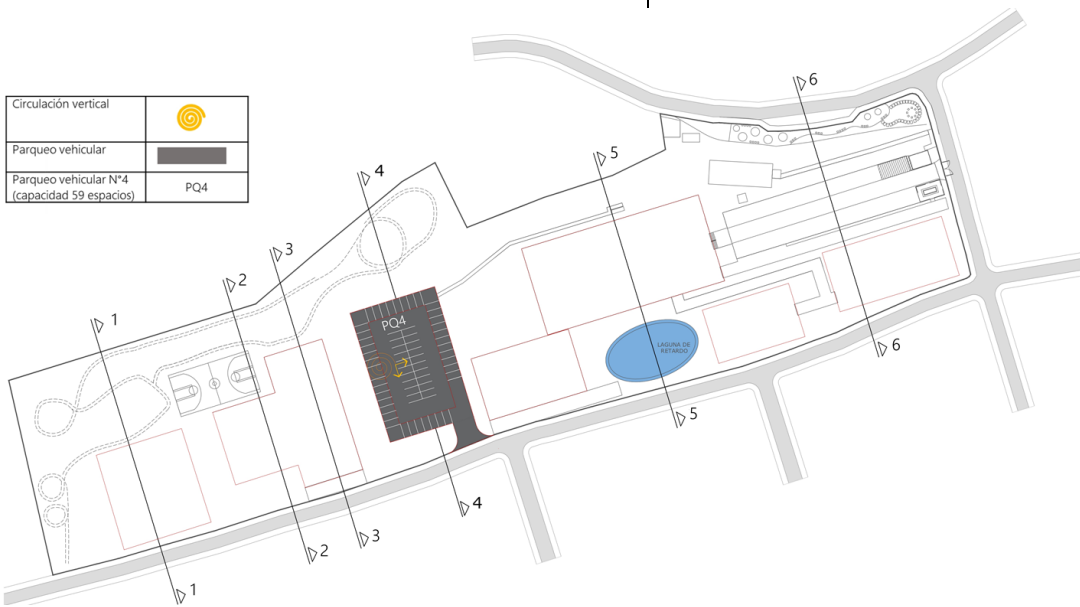 Circulación vertical
Parqueo vehicular
Parqueo vehicular N°4
(capacidad 59 espacios)
PQ4
6
5
4
3
2
1
PQ4
LAGUNA DE
RETARDO
6
5
4
3
2
1